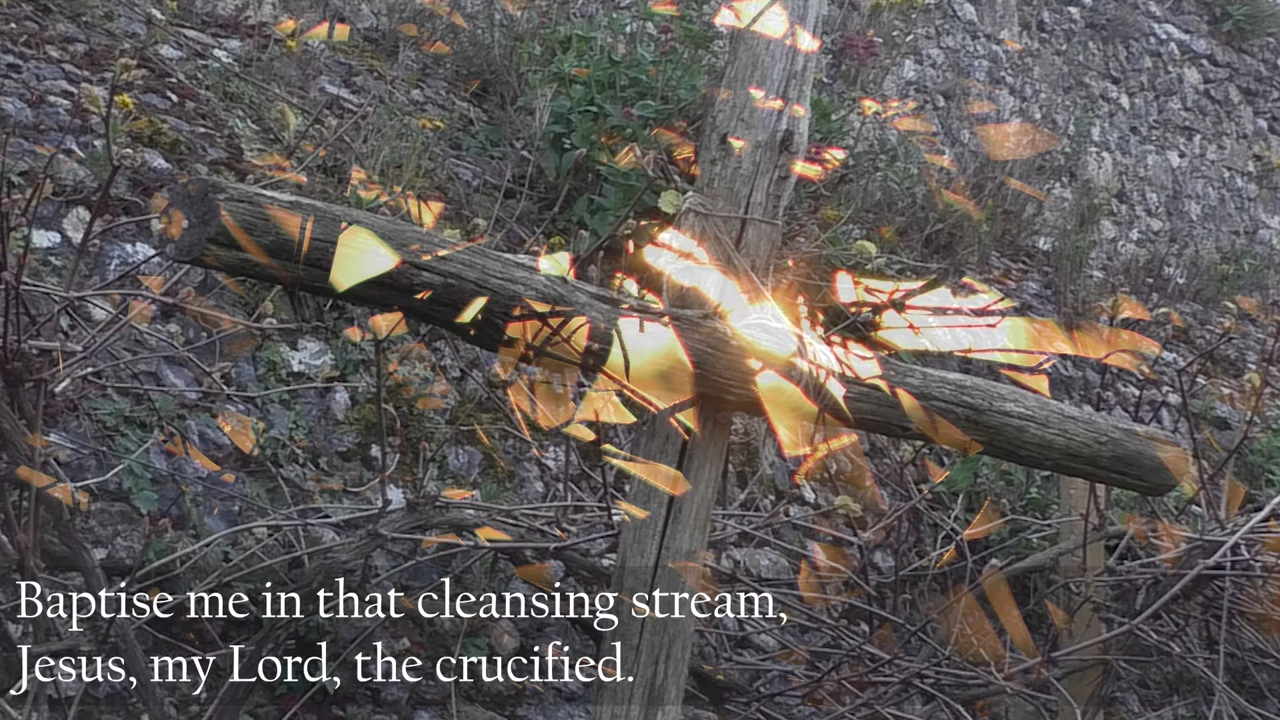 Baptise me in that cleansing stream,
Jesus, my Lord, the crucified.